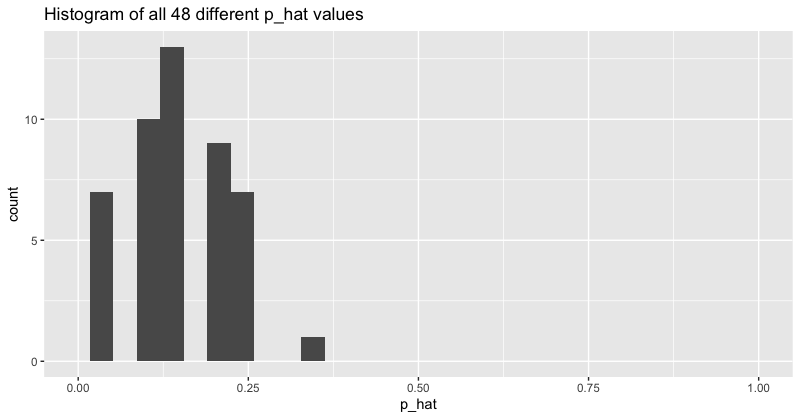 Histogram of all 48 different p_hat values
count
10
5
0
0.00 0.25 0.50 0.75 1.00
p_hat